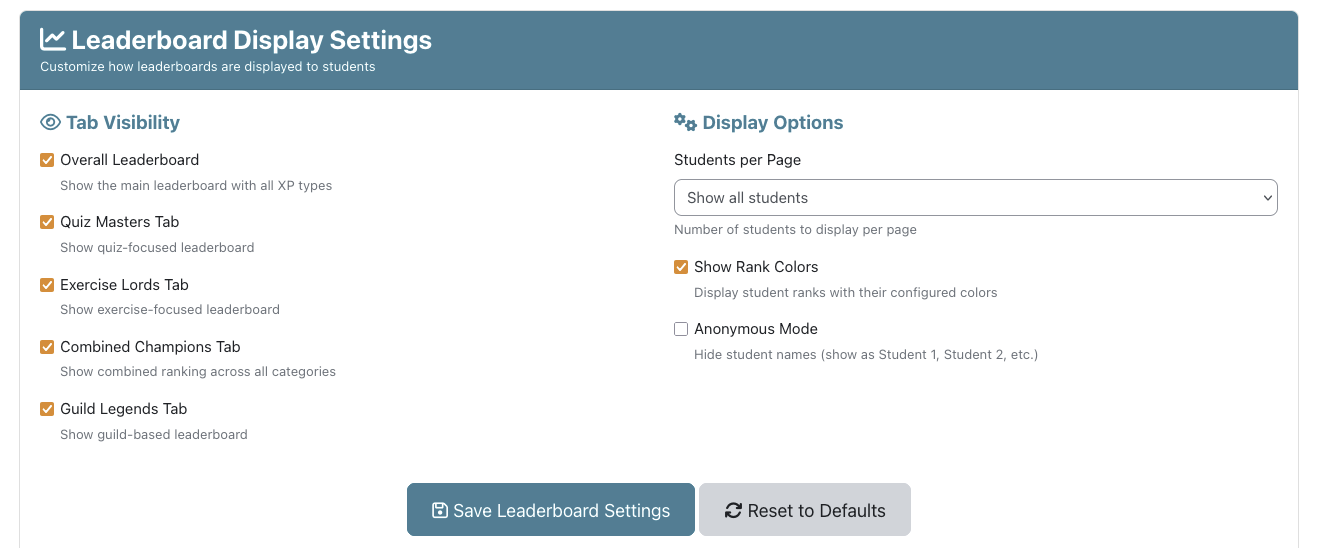 Leaderboard Display Settings
Customize how leaderboards are displayed to students
Tab Visibility
Overall Leaderboard
Show the main leaderboard with all XP types
Quiz Masters Tab
Show quiz-focused leaderboard
Exercise Lords Tab
Show exercise-focused leaderboard
Combined Champions Tab
Show combined ranking across all categories
Guild Legends Tab
Show guild-based leaderboard
Display Options
Students per Page
Show all students
Number of students to display per page
Show Rank Colors
Display student ranks with their configured colors
Anonymous Mode
Hide student names (show as Student 1, Student 2, etc.)
Save Leaderboard Settings
Reset to Defaults